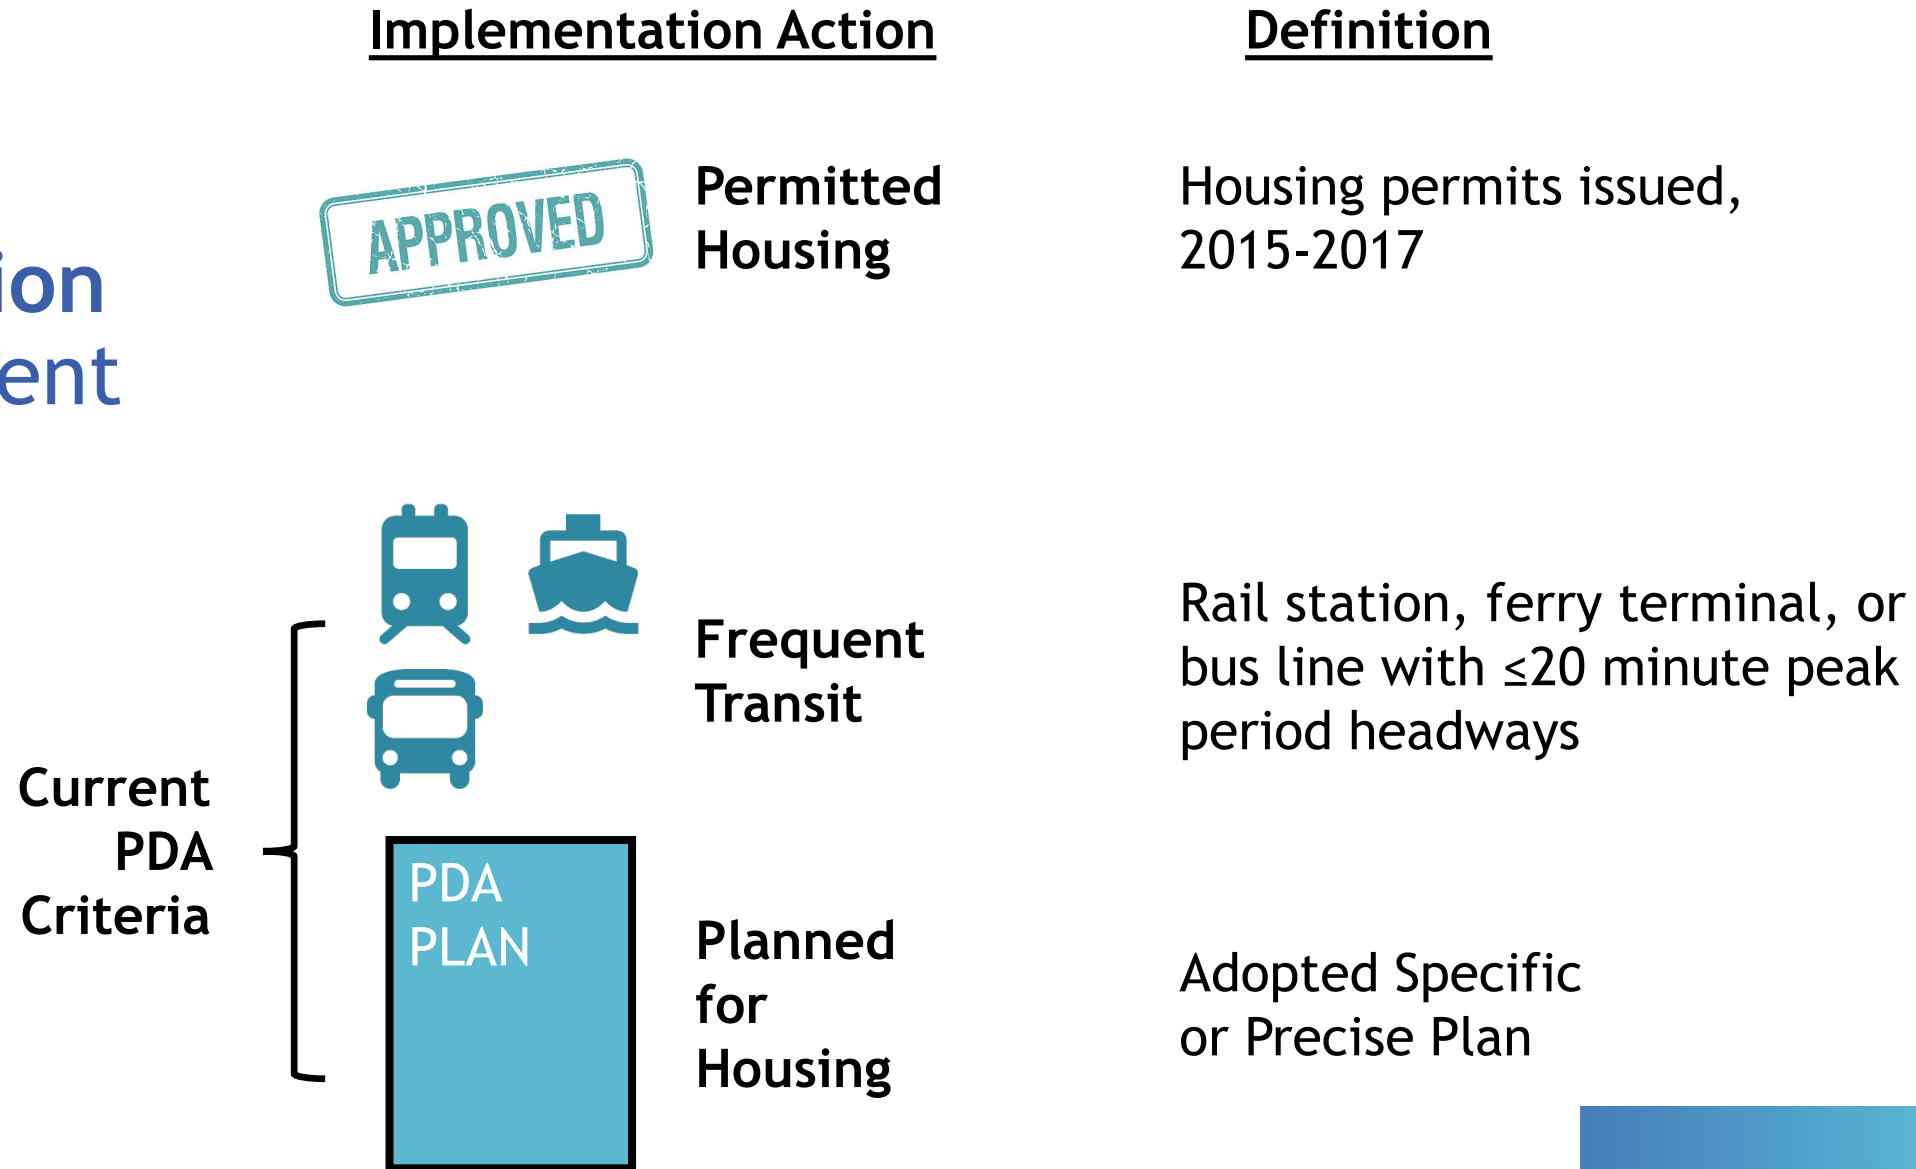 Implementation Action
Definition
APPROVED
Permitted
Housing
Housing permits issued,
2015-2017
ion
ent
Frequent
Transit
Rail station, ferry terminal, or
bus line with ≤20 minute peak
period headways
Current
PDA
Criteria
PDA
PLAN
Planned
for
Housing
Adopted Specific
or Precise Plan